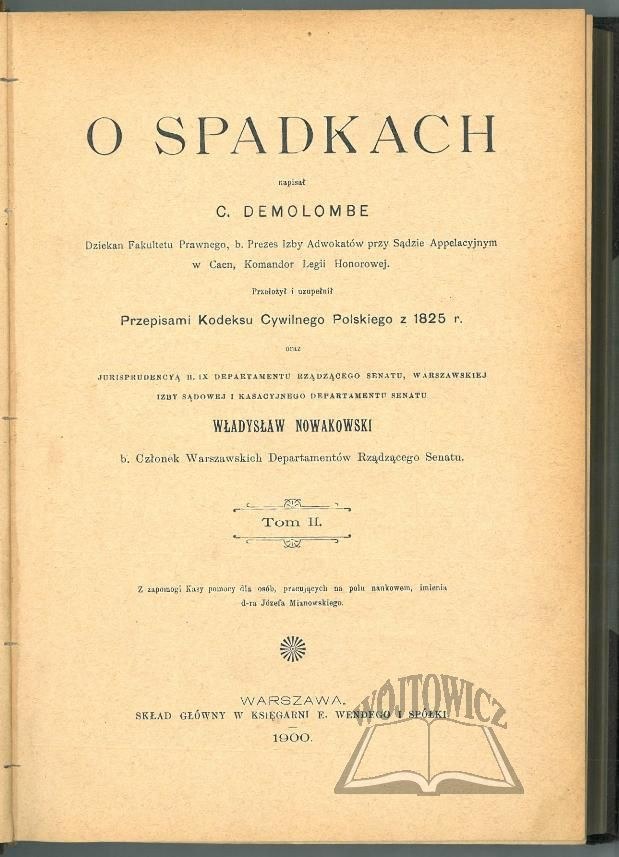 O SPADKACH
napisał
C. DEMOLOMBE
Dziekan Fakultetu Prawnego, b. Prezes Izby Adwokatów przy Sądzie Appelacyjnym
w Caen, Komandor Legii Honorowej.
Przełożył i uzupełnił
Przepisami Kodeksu Cywilnego Polskiego z 1825 r.
oraz
JURISPRUDENCYĄ B. IX DEPARTAMENTU RZĄDZĄCEGO SENATU, WARSZAWSKIEJ
IZBY SĄDOWEJ I KASACYJNEGO DEPARTAMENTU SENATU
WŁADYSŁAW NOWAKOWSKI
b. Członek Warszawskich Departamentów Rządzącego Senatu.
Tom II.
Z zapomogi Kasy pomocy dla osób, pracujących na polu naukowem, imienia
d-ra Józefa Mianowskiego.
WARSZAWA.
SKŁAD GŁÓWNY W KSIĘGARNI E. WENDEGO I SPÓŁKI
1900.
WÓJTOWICZ